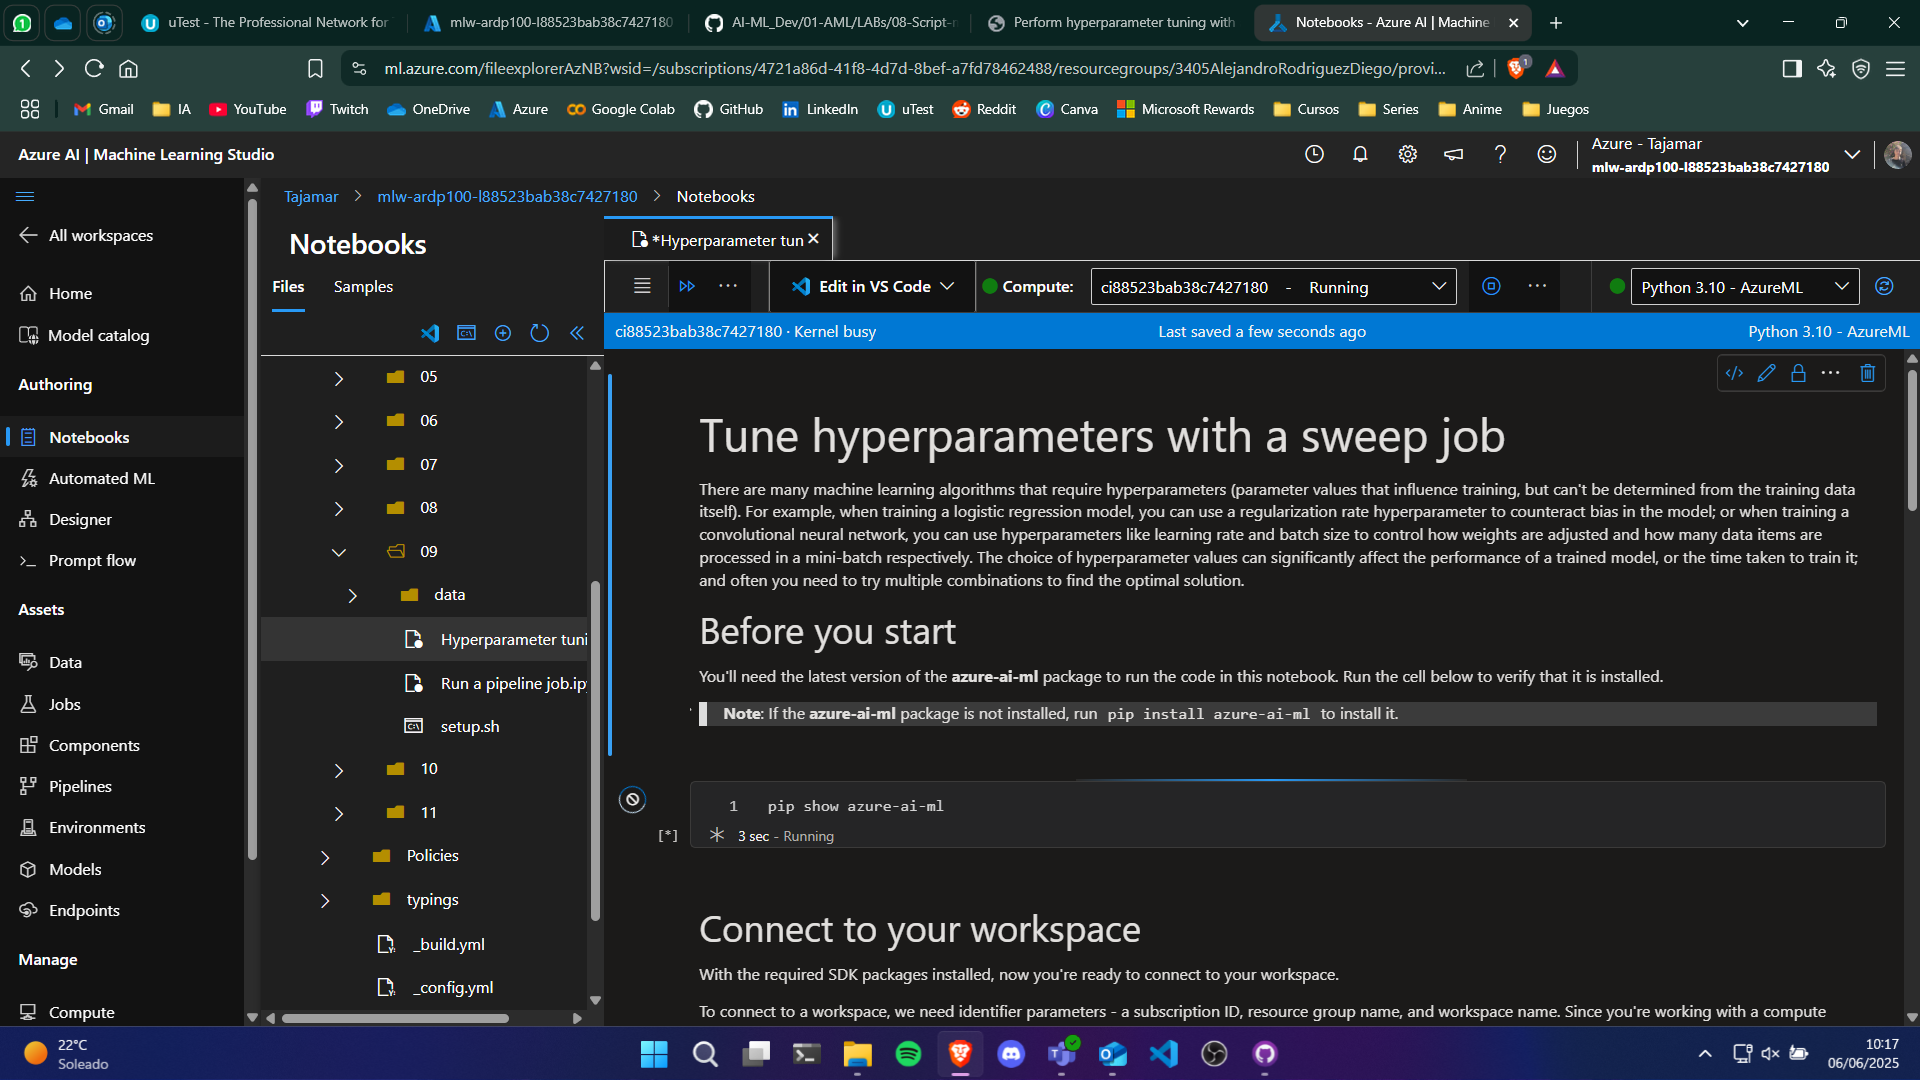 uTest - The Professional Network for
mlw-ardp100-l88523bab38c7427180
AI-ML_Dev/01-AML/LABs/08-Script-
Perform hyperparameter tuning with
Notebooks - Azure AI | Machine
ml.azure.com/fileexplorerAzNB?wsid=/subscriptions/4721a86d-41f8-4d7d-8bef-a7fd78462488/resourcegroups/3405AlejandroRodriguezDiego/provi...
1
Gmail
IA
YouTube
Twitch
OneDrive
Azure
Google Colab
GitHub
LinkedIn
uTest
Reddit
Canva
Microsoft Rewards
Cursos
Series
Anime
Juegos
Azure AI | Machine Learning Studio
Azure - Tajamar
mlw-ardp100-l88523bab38c7427180
All workspaces
Home
Model catalog
Authoring
Notebooks
Automated ML
Designer
Prompt flow
Assets
Data
Jobs
Components
Pipelines
Environments
Models
Endpoints
Manage
Compute
Tajamar > mlw-ardp100-l88523bab38c7427180 > Notebooks
Notebooks
Files
Samples
05
06
07
08
09
data
Hyperparameter tuni
Run a pipeline job.ipy
setup.sh
10
11
Policies
typings
_build.yml
_config.yml
*Hyperparameter tun
Edit in VS Code
Compute:
ci88523bab38c7427180 - Running
Python 3.10 - AzureML
ci88523bab38c7427180 · Kernel busy
Last saved a few seconds ago
Python 3.10 - AzureML
Tune hyperparameters with a sweep job
There are many machine learning algorithms that require hyperparameters (parameter values that influence training, but can't be determined from the training data
itself). For example, when training a logistic regression model, you can use a regularization rate hyperparameter to counteract bias in the model; or when training a
convolutional neural network, you can use hyperparameters like learning rate and batch size to control how weights are adjusted and how many data items are
processed in a mini-batch respectively. The choice of hyperparameter values can significantly affect the performance of a trained model, or the time taken to train it;
and often you need to try multiple combinations to find the optimal solution.
Before you start
You'll need the latest version of the azure-ai-ml package to run the code in this notebook. Run the cell below to verify that it is installed.
Note: If the azure-ai-ml package is not installed, run pip install azure-ai-ml to install it.
1 pip show azure-ai-ml
[*]
3 sec - Running
Connect to your workspace
With the required SDK packages installed, now you're ready to connect to your workspace.
To connect to a workspace, we need identifier parameters - a subscription ID, resource group name, and workspace name. Since you're working with a compute
22°C
Soleado
10:17
06/06/2025